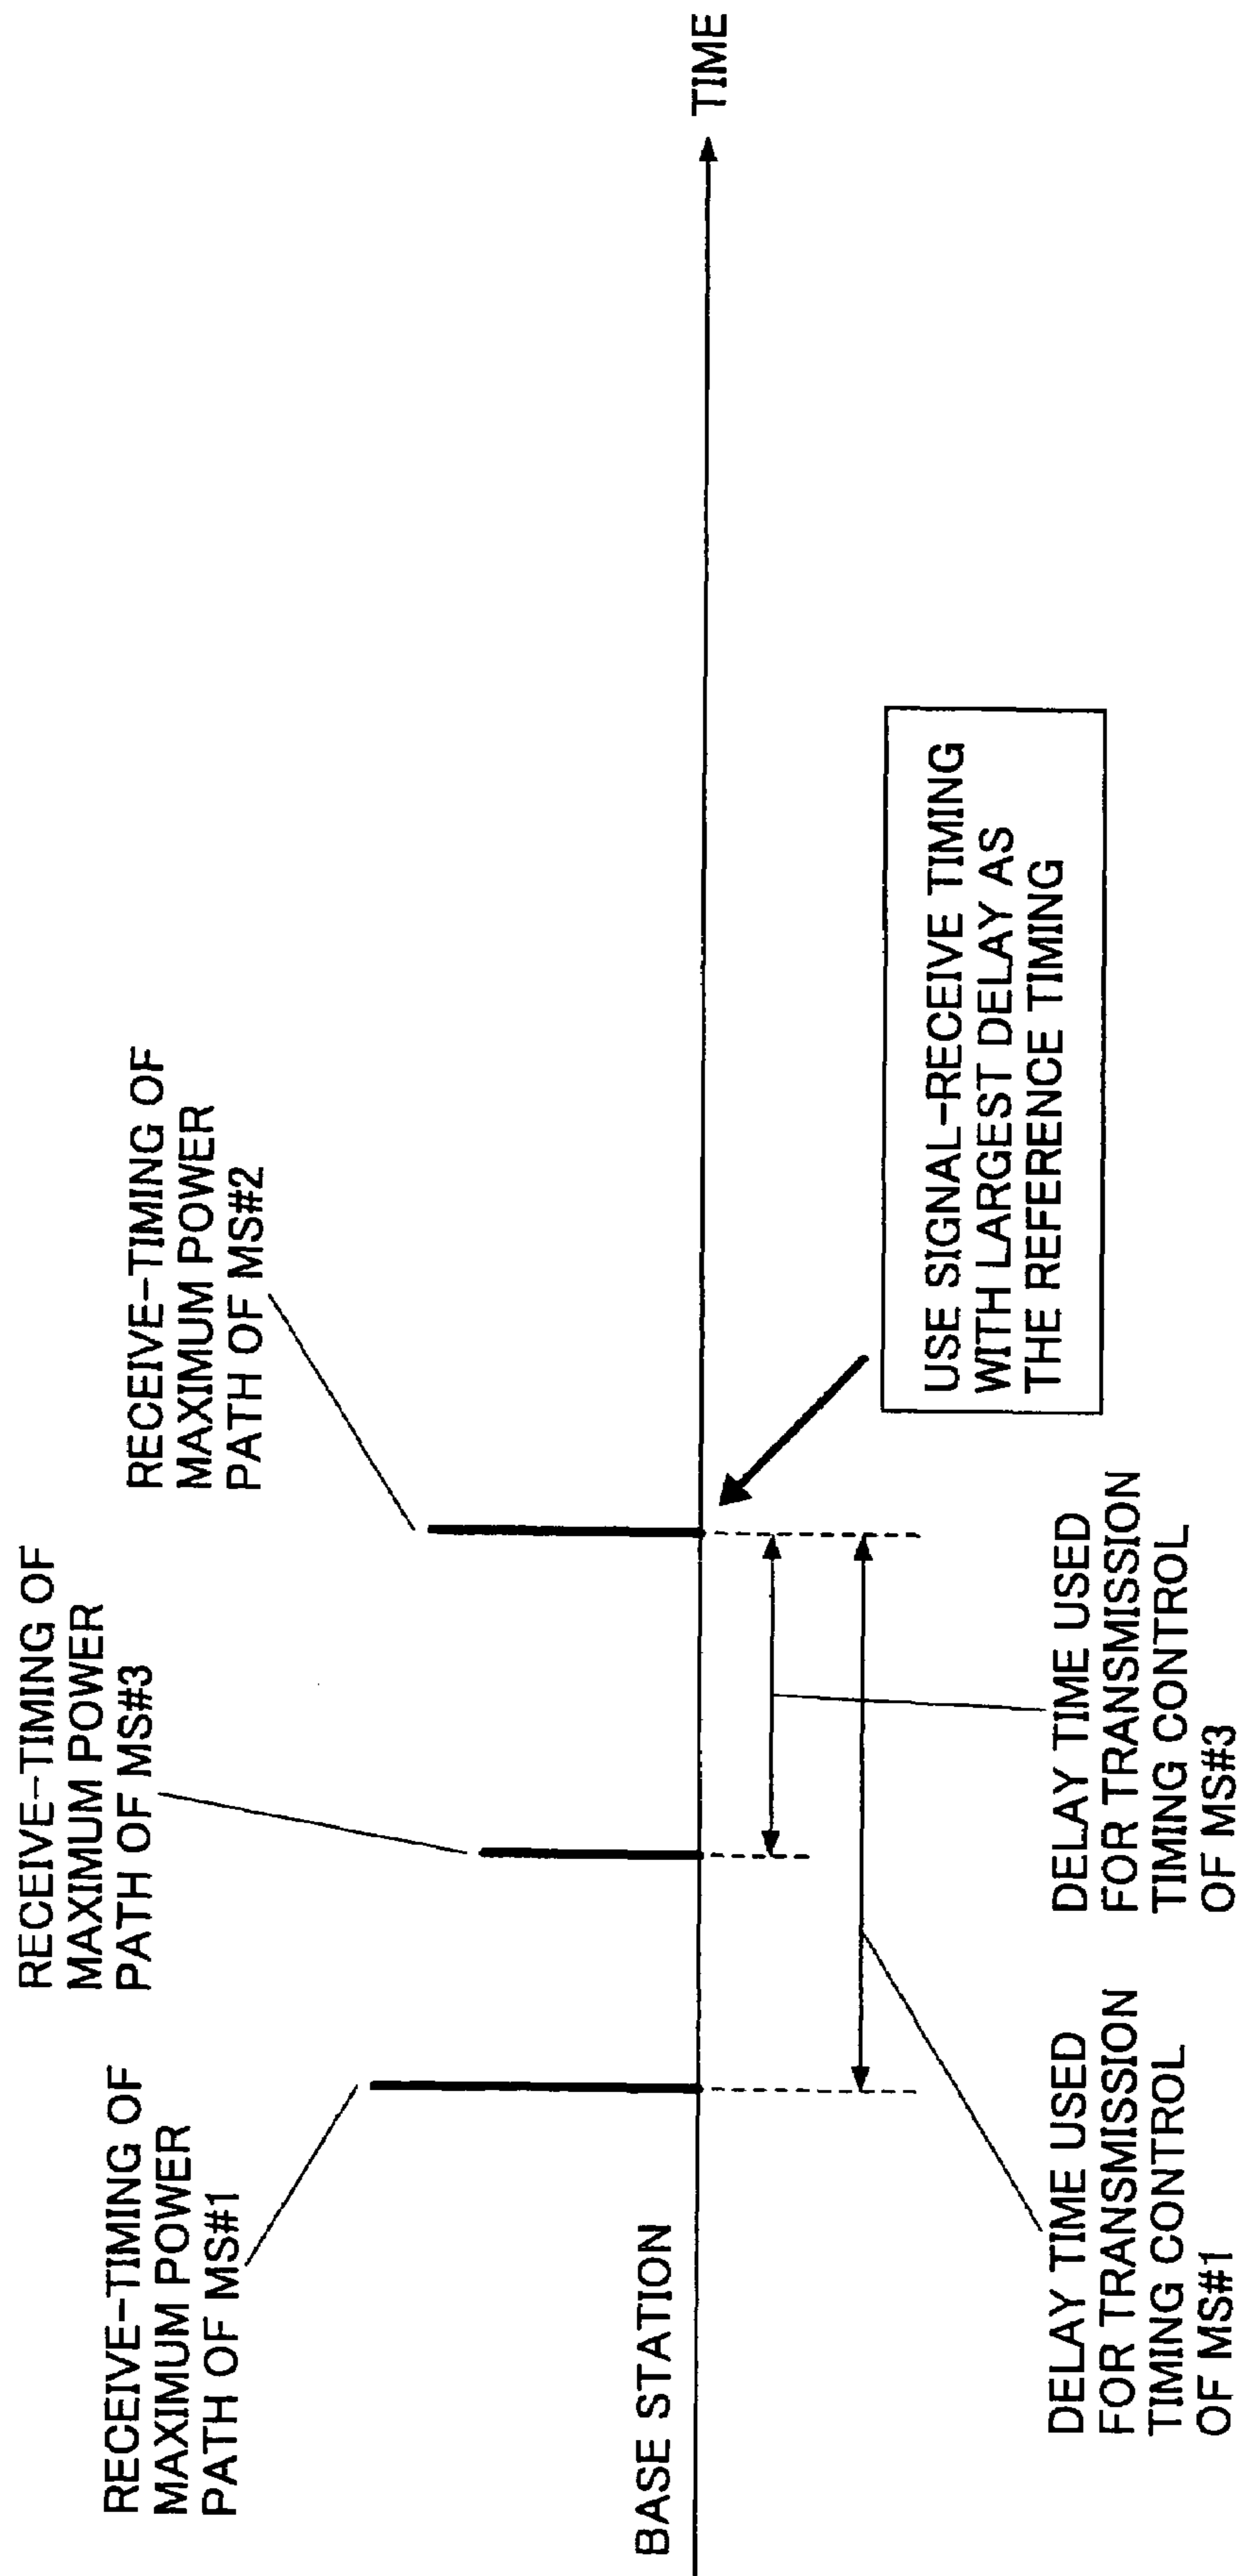 RECEIVE-TIMING OF
MAXIMUM POWER
PATH OF MS#1
RECEIVE-TIMING OF
MAXIMUM POWER
PATH OF MS#3
RECEIVE-TIMING OF
MAXIMUM POWER
PATH OF MS#2
BASE STATION
TIME
USE SIGNAL-RECEIVE TIMING
WITH LARGEST DELAY AS
THE REFERENCE TIMING
DELAY TIME USED
FOR TRANSMISSION
TIMING CONTROL
OF MS#1
DELAY TIME USED
FOR TRANSMISSION
TIMING CONTROL
OF MS#3